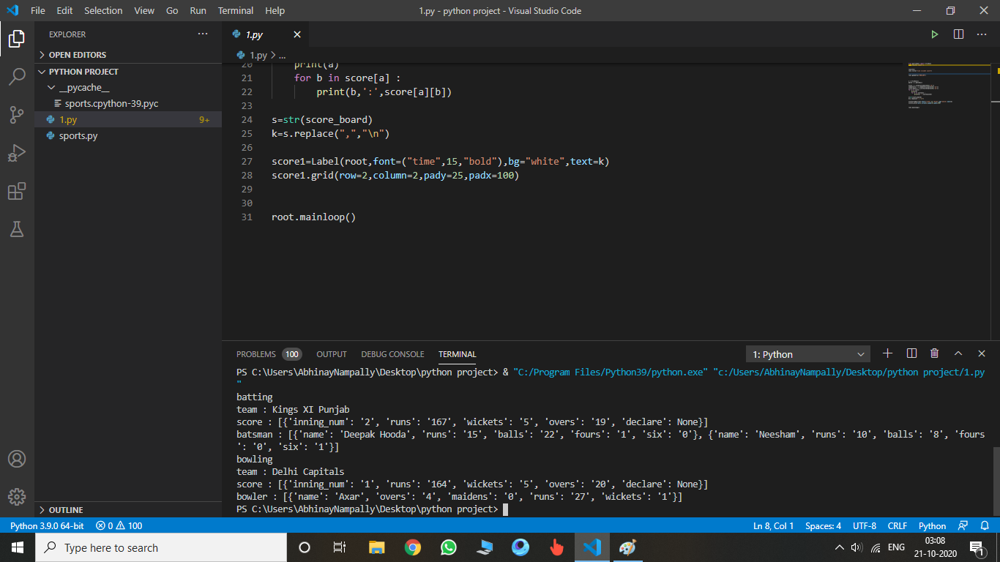 File Edit Selection View Go Run Terminal Help
1.py - python project - Visual Studio Code
EXPLORER
OPEN EDITORS
PYTHON PROJECT
__pycache__
sports.cpython-39.pyc
1.py 9+
sports.py
OUTLINE
1.py
1.py > ...
20 print(a)
21 for b in score[a] :
22 print(b,':',score[a][b])
23
24 s=str(score_board)
25 k=s.replace(",","\n")
26
27 score1=Label(root,font=("time",15,"bold"),bg="white",text=k)
28 score1.grid(row=2,column=2,pady=25,padx=100)
29
30
31 root.mainloop()
PROBLEMS 100 OUTPUT DEBUG CONSOLE TERMINAL
1: Python
PS C:\Users\AbhinayNampally\Desktop\python project> & "C:/Program Files/Python39/python.exe" "c:/Users/AbhinayNampally/Desktop/python project/1.py
"
batting
team : Kings XI Punjab
score : [{'inning_num': '2', 'runs': '167', 'wickets': '5', 'overs': '19', 'declare': None}]
batsman : [{'name': 'Deepak Hooda', 'runs': '15', 'balls': '22', 'fours': '1', 'six': '0'}, {'name': 'Neesham', 'runs': '10', 'balls': '8', 'fours
': '0', 'six': '1'}]
bowling
team : Delhi Capitals
score : [{'inning_num': '1', 'runs': '164', 'wickets': '5', 'overs': '20', 'declare': None}]
bowler : [{'name': 'Axar', 'overs': '4', 'maidens': '0', 'runs': '27', 'wickets': '1'}]
PS C:\Users\AbhinayNampally\Desktop\python project>
Python 3.9.0 64-bit 0 100
Ln 8, Col 1 Spaces: 4 UTF-8 CRLF Python
Type here to search
ENG
03:08
21-10-2020
1